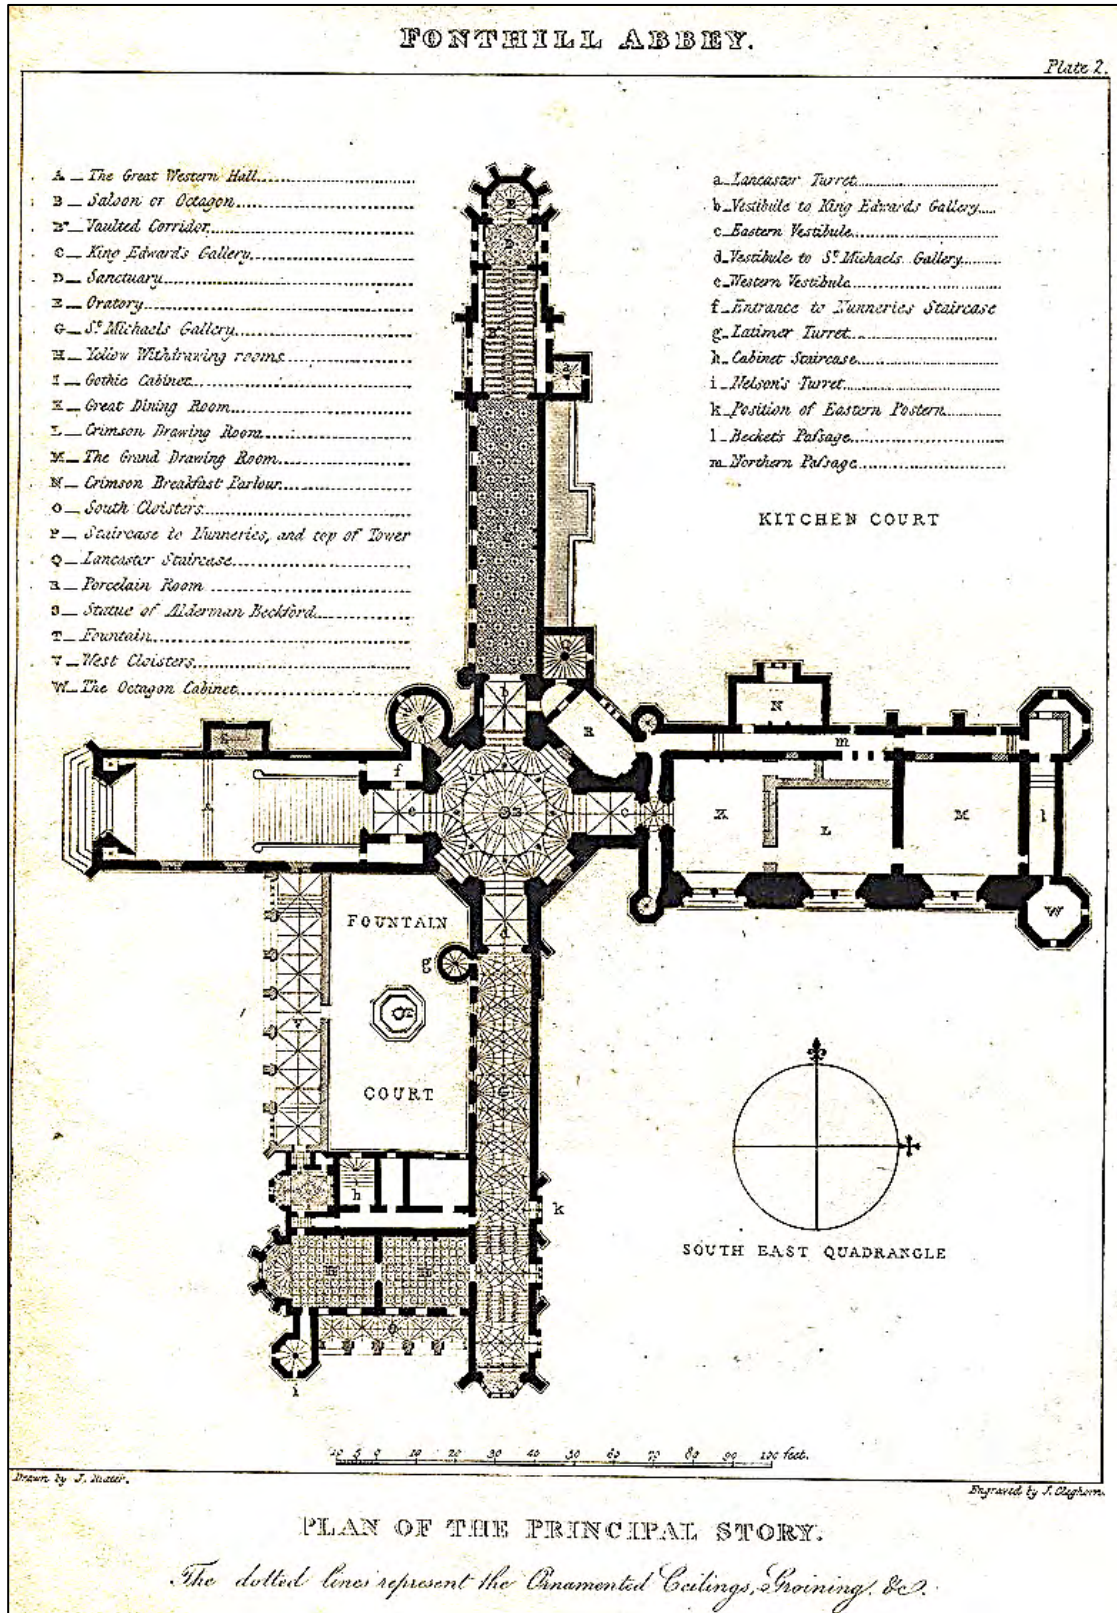 FONTHILL ABBEY.
Plate 2.
A _ The Great Western Hall
B _ Saloon or Octagon
B* _ Vaulted Corridor
C _ King Edward's Gallery
D _ Sanctuary
E _ Oratory
G _ St. Michaels Gallery
H _ Yellow Withdrawing rooms
I _ Gothic Cabinet
K _ Great Dining Room
L _ Crimson Drawing Room
M _ The Grand Drawing Room
N _ Crimson Breakfast Parlour
O _ South Cloisters
P _ Staircase to Nunneries, and top of Tower
Q _ Lancaster Staircase
R _ Porcelain Room
S _ Statue of Alderman Beckford
T _ Fountain
V _ West Cloisters
W _ The Octagon Cabinet
a _ Lancaster Turret
b _ Vestibule to King Edwards Gallery
c _ Eastern Vestibule
d _ Vestibule to St. Michaels Gallery
e _ Western Vestibule
f _ Entrance to Nunneries Staircase
g _ Latimer Turret
h _ Cabinet Staircase
i _ Nelson's Turret
k _ Position of Eastern Postern
l _ Becket's Paſsage
m _ Northern Paſsage
KITCHEN COURT
E
D
B*
a
C
Q
b
N
R
m
f
e
B
c
K
L
M
l
W
d
FOUNTAIN
g
T
V
G
COURT
h
k
SOUTH EAST QUADRANGLE
H
H
O
i
10 5 0 10 20 30 40 50 60 70 80 90 100 feet.
Drawn by J. Rutter.
Engraved by J. Cleghorn.
PLAN OF THE PRINCIPAL STORY.
The dotted lines represent the Ornamented Ceilings, Groining, &c.